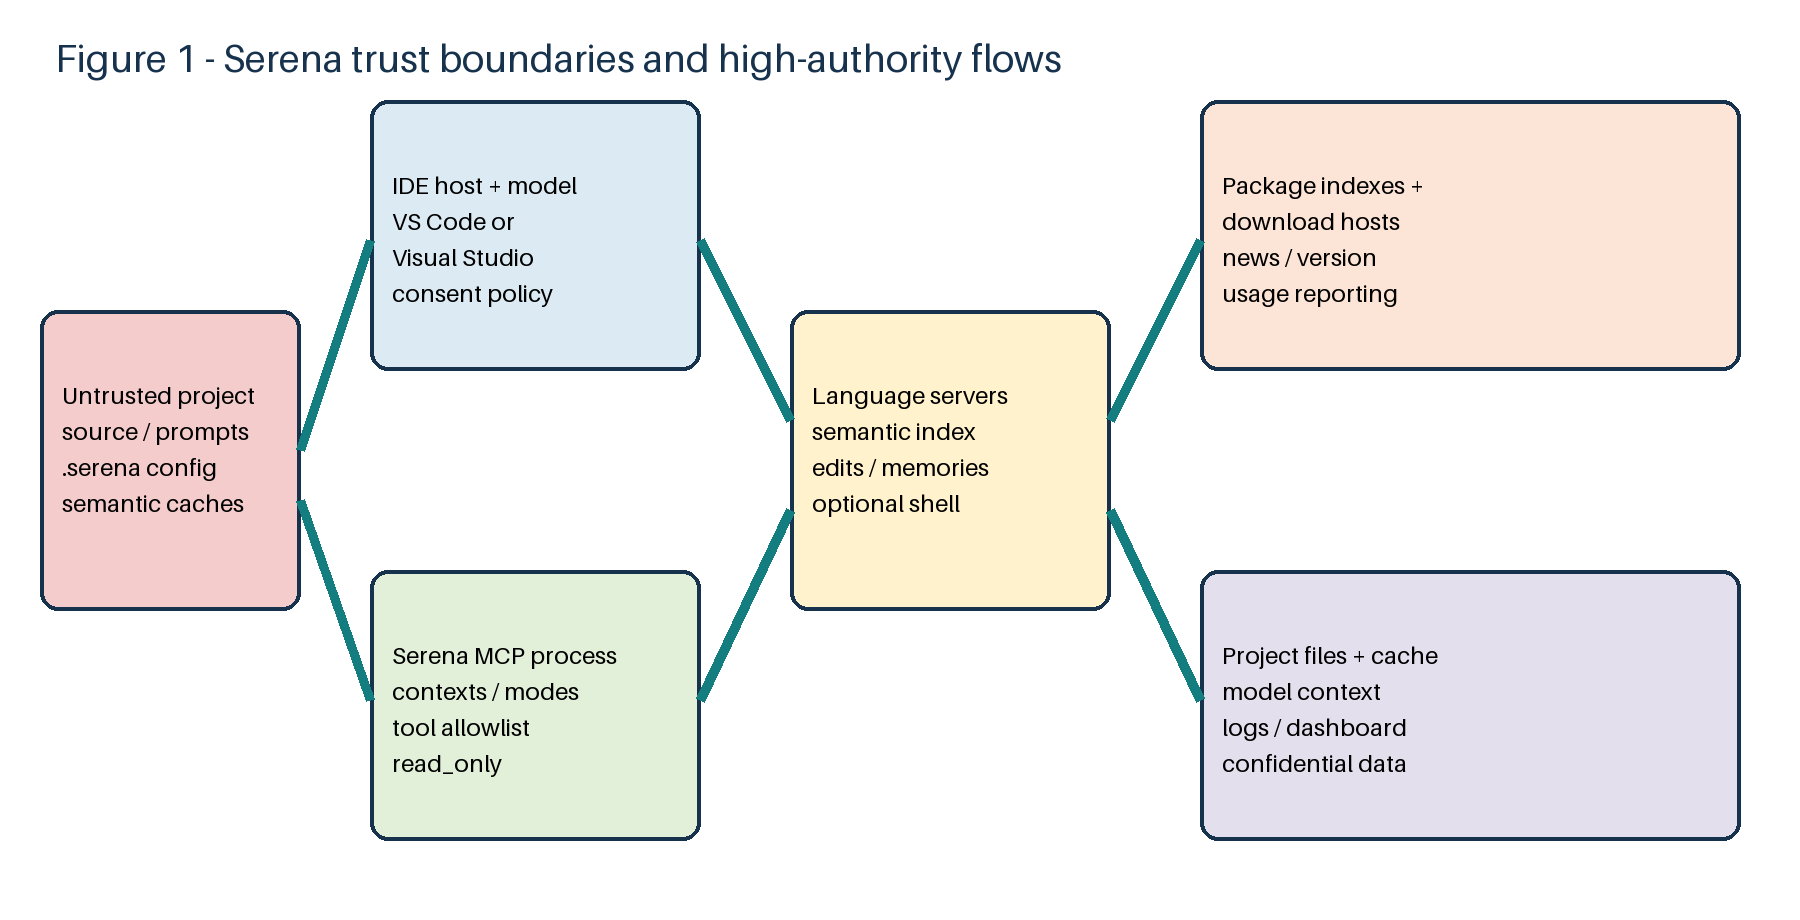 Figure 1 - Serena trust boundaries and high-authority flows
Untrusted project
source / prompts
.serena config
semantic caches
IDE host + model
VS Code or
Visual Studio
consent policy
Serena MCP process
contexts / modes
tool allowlist
read_only
Language servers
semantic index
edits / memories
optional shell
Package indexes +
download hosts
news / version
usage reporting
Project files + cache
model context
logs / dashboard
confidential data